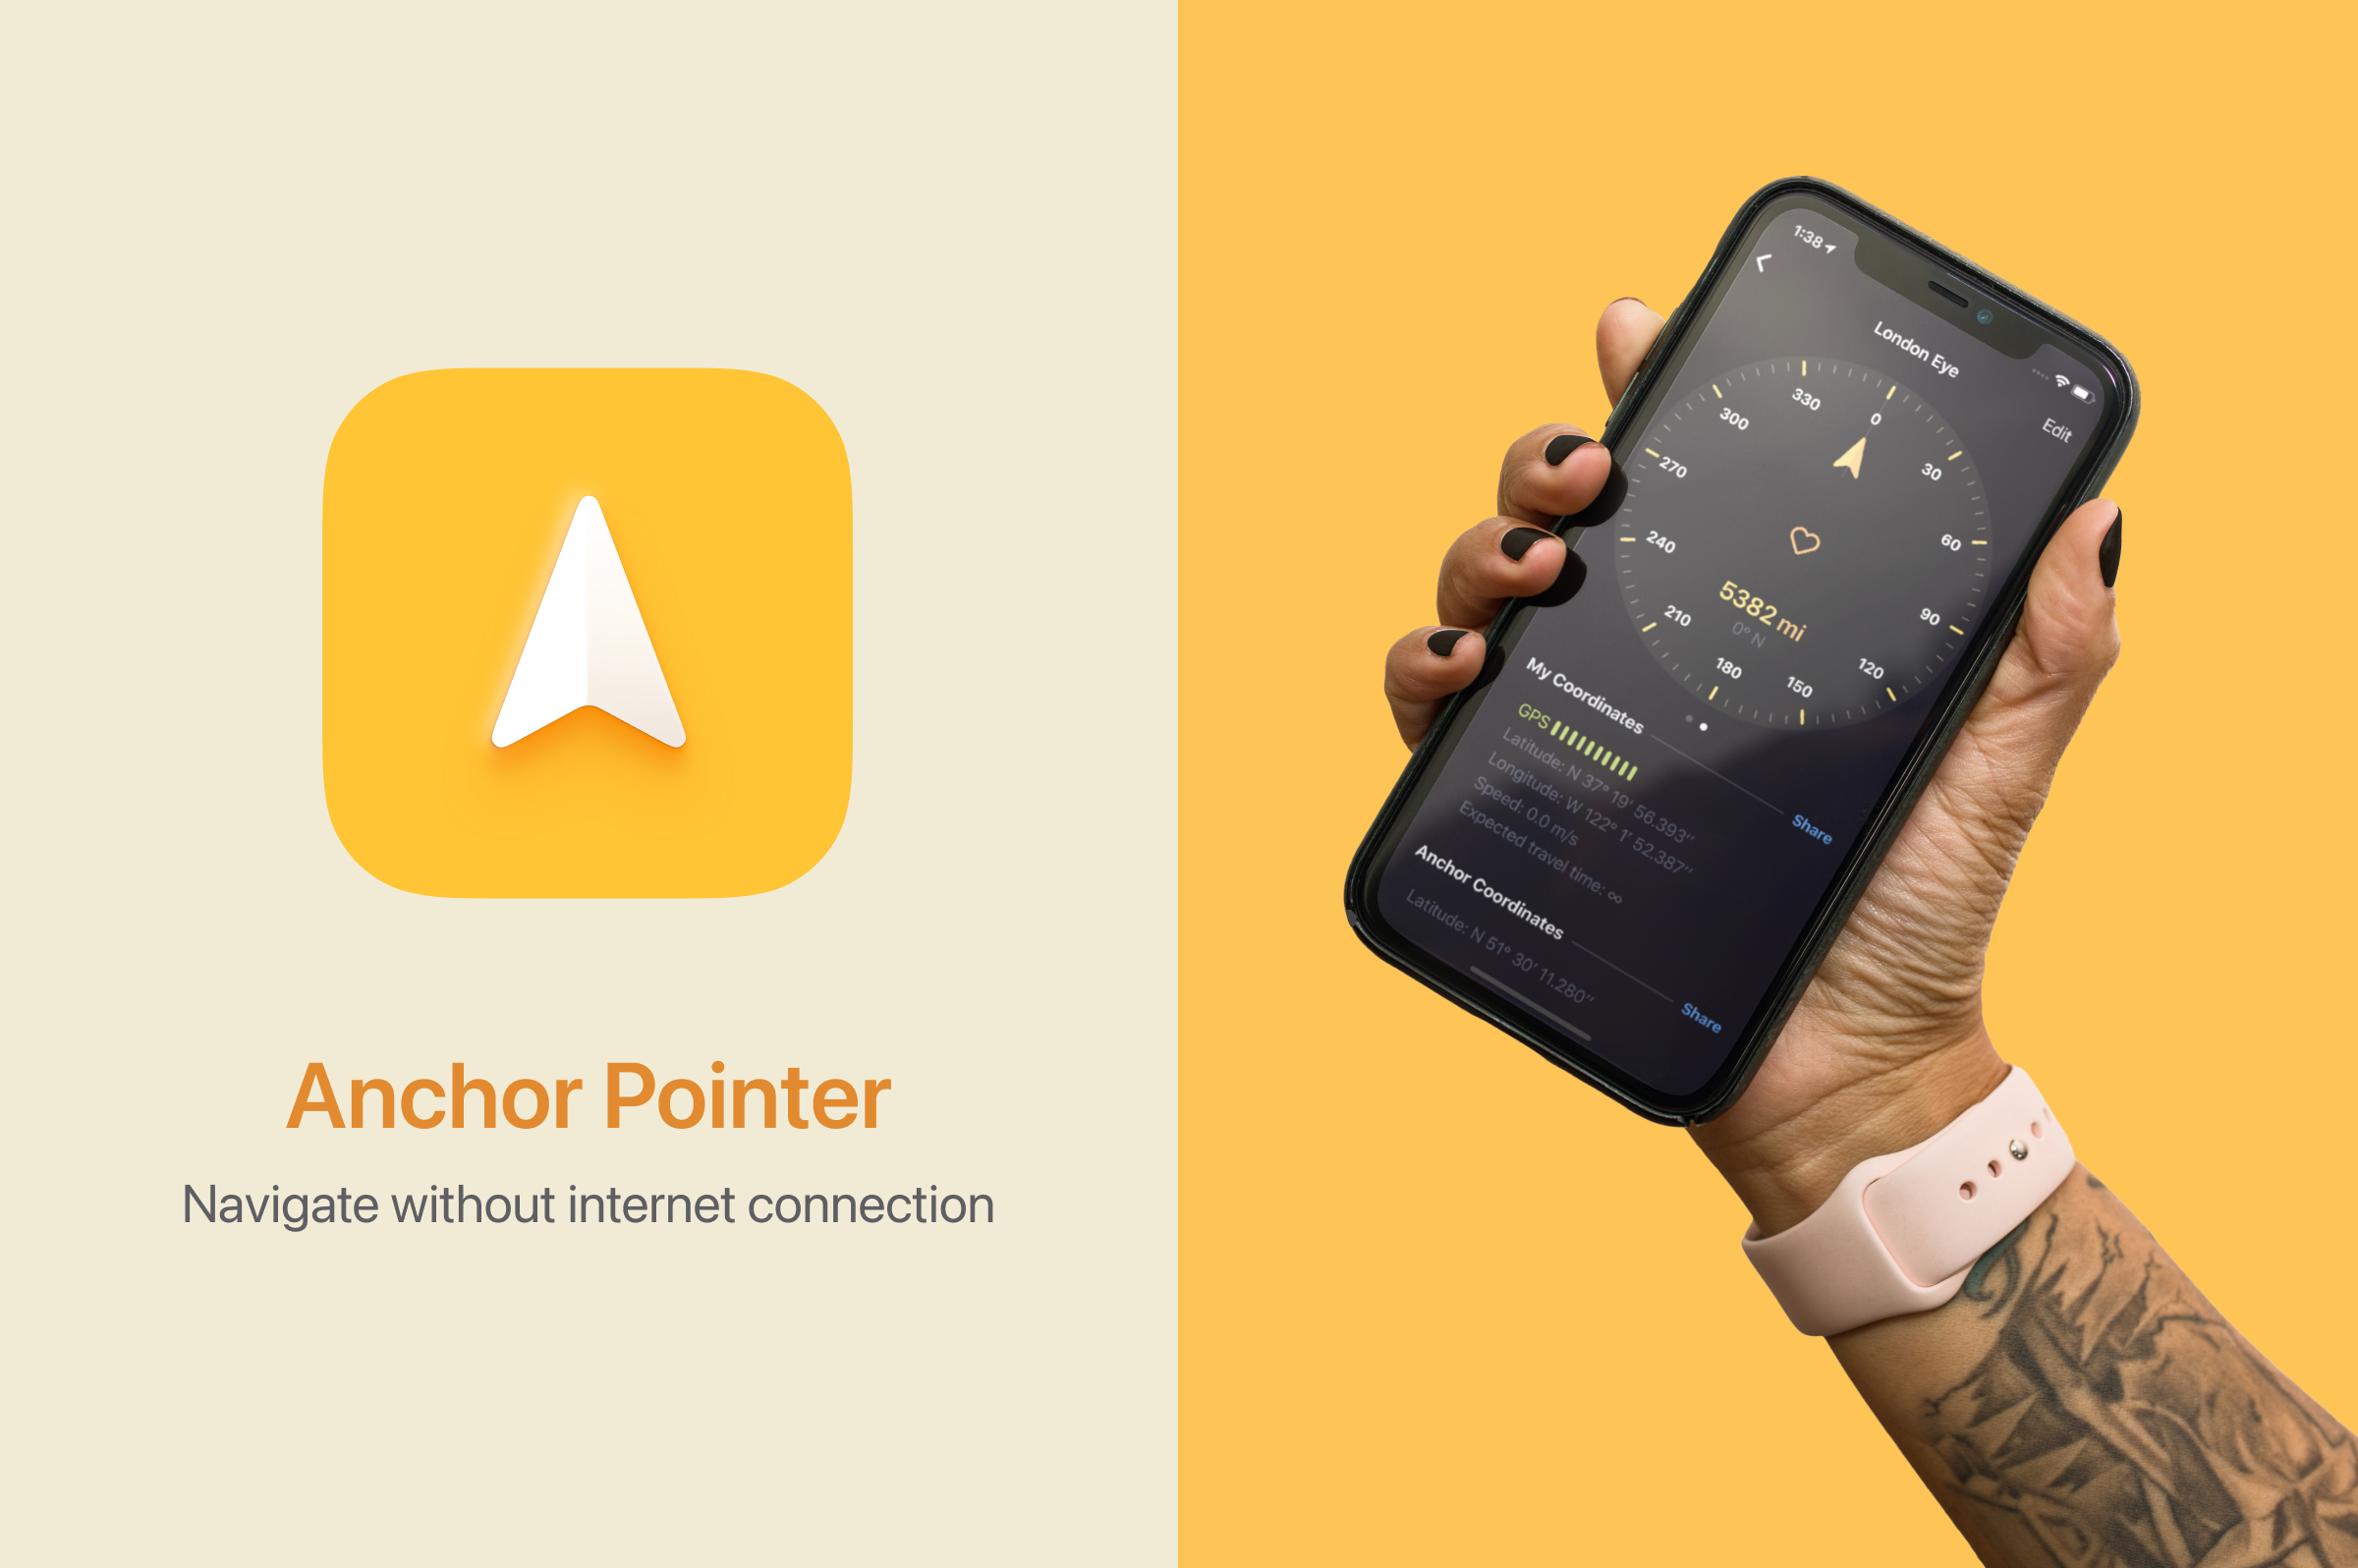 Anchor Pointer
Navigate without internet connection
1:38
London Eye
Edit
330
0
300
30
270
240
60
210
90
180
150
120
5382 mi
0° N
My Coordinates
Share
GPS
Latitude: N 37° 19′ 56.393″
Longitude: W 122° 1′ 52.387″
Speed: 0.0 m/s
Expected travel time: ∞
Anchor Coordinates
Share
Latitude: N 51° 30′ 11.280″